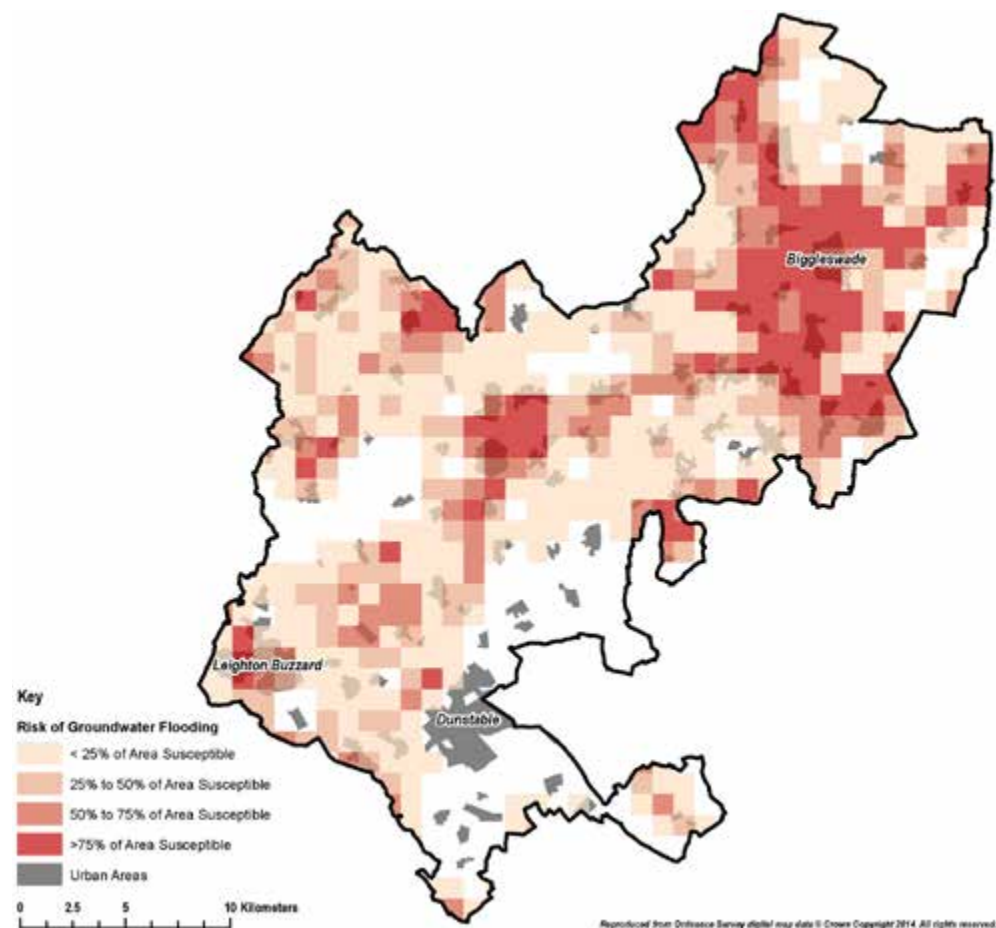 Biggleswade
Leighton Buzzard
Dunstable
Key
Risk of Groundwater Flooding
< 25% of Area Susceptible
25% to 50% of Area Susceptible
50% to 75% of Area Susceptible
>75% of Area Susceptible
Urban Areas
0 2.5 5 10 Kilometers
Reproduced from Ordnance Survey digital map data © Crown Copyright 2014. All rights reserved